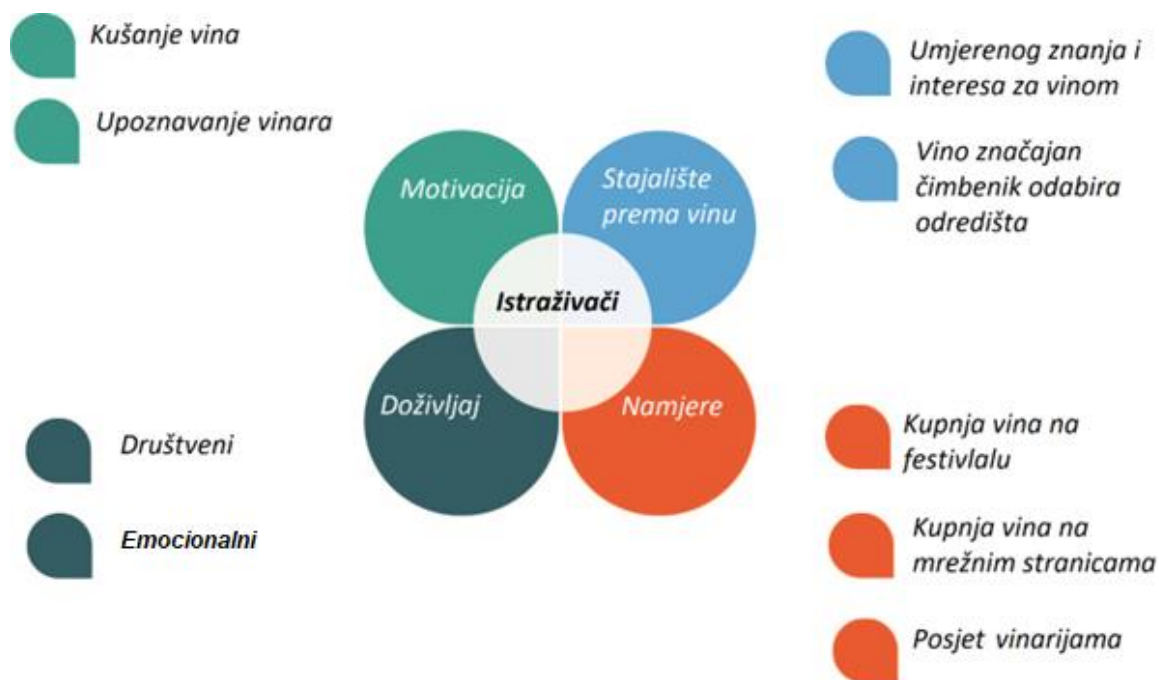 Kušanje vina
Upoznavanje vinara
Umjerenog znanja i
interesa za vinom
Vino značajan
čimbenik odabira
odredišta
Motivacija
Stajalište
prema vinu
Istraživači
Doživljaj
Namjere
Društveni
Emocionalni
Kupnja vina na
festivlalu
Kupnja vina na
mrežnim stranicama
Posjet vinarijama